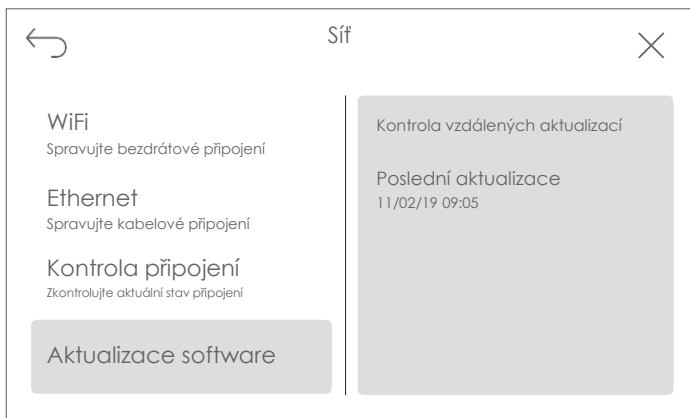 Síť
WiFi
Spravujte bezdrátové připojení
Ethernet
Spravujte kabelové připojení
Kontrola připojení
Zkontrolujte aktuální stav připojení
Aktualizace software
Kontrola vzdálených aktualizací
Poslední aktualizace
11/02/19 09:05